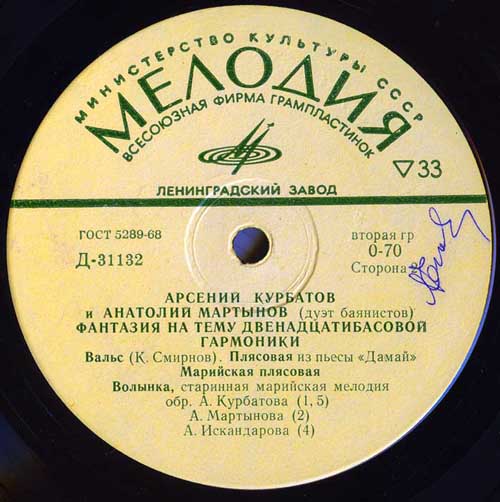 МИНИСТЕРСТВО КУЛЬТУРЫ СССР
МЕЛОДИЯ
ВСЕСОЮЗНАЯ ФИРМА ГРАМПЛАСТИНОК
▽33
ЛЕНИНГРАДСКИЙ ЗАВОД
ГОСТ 5289-68
вторая гр
Д-31132
0-70
Сторона
АРСЕНИЙ КУРБАТОВ
и АНАТОЛИЙ МАРТЫНОВ (дуэт баянистов)
ФАНТАЗИЯ НА ТЕМУ ДВЕНАДЦАТИБАСОВОЙ
ГАРМОНИКИ
Вальс (К. Смирнов). Плясовая из пьесы «Дамай»
Марийская плясовая
Волынка, старинная марийская мелодия
обр. А. Курбатова (1, 5)
А. Мартынова (2)
А. Искандарова (4)